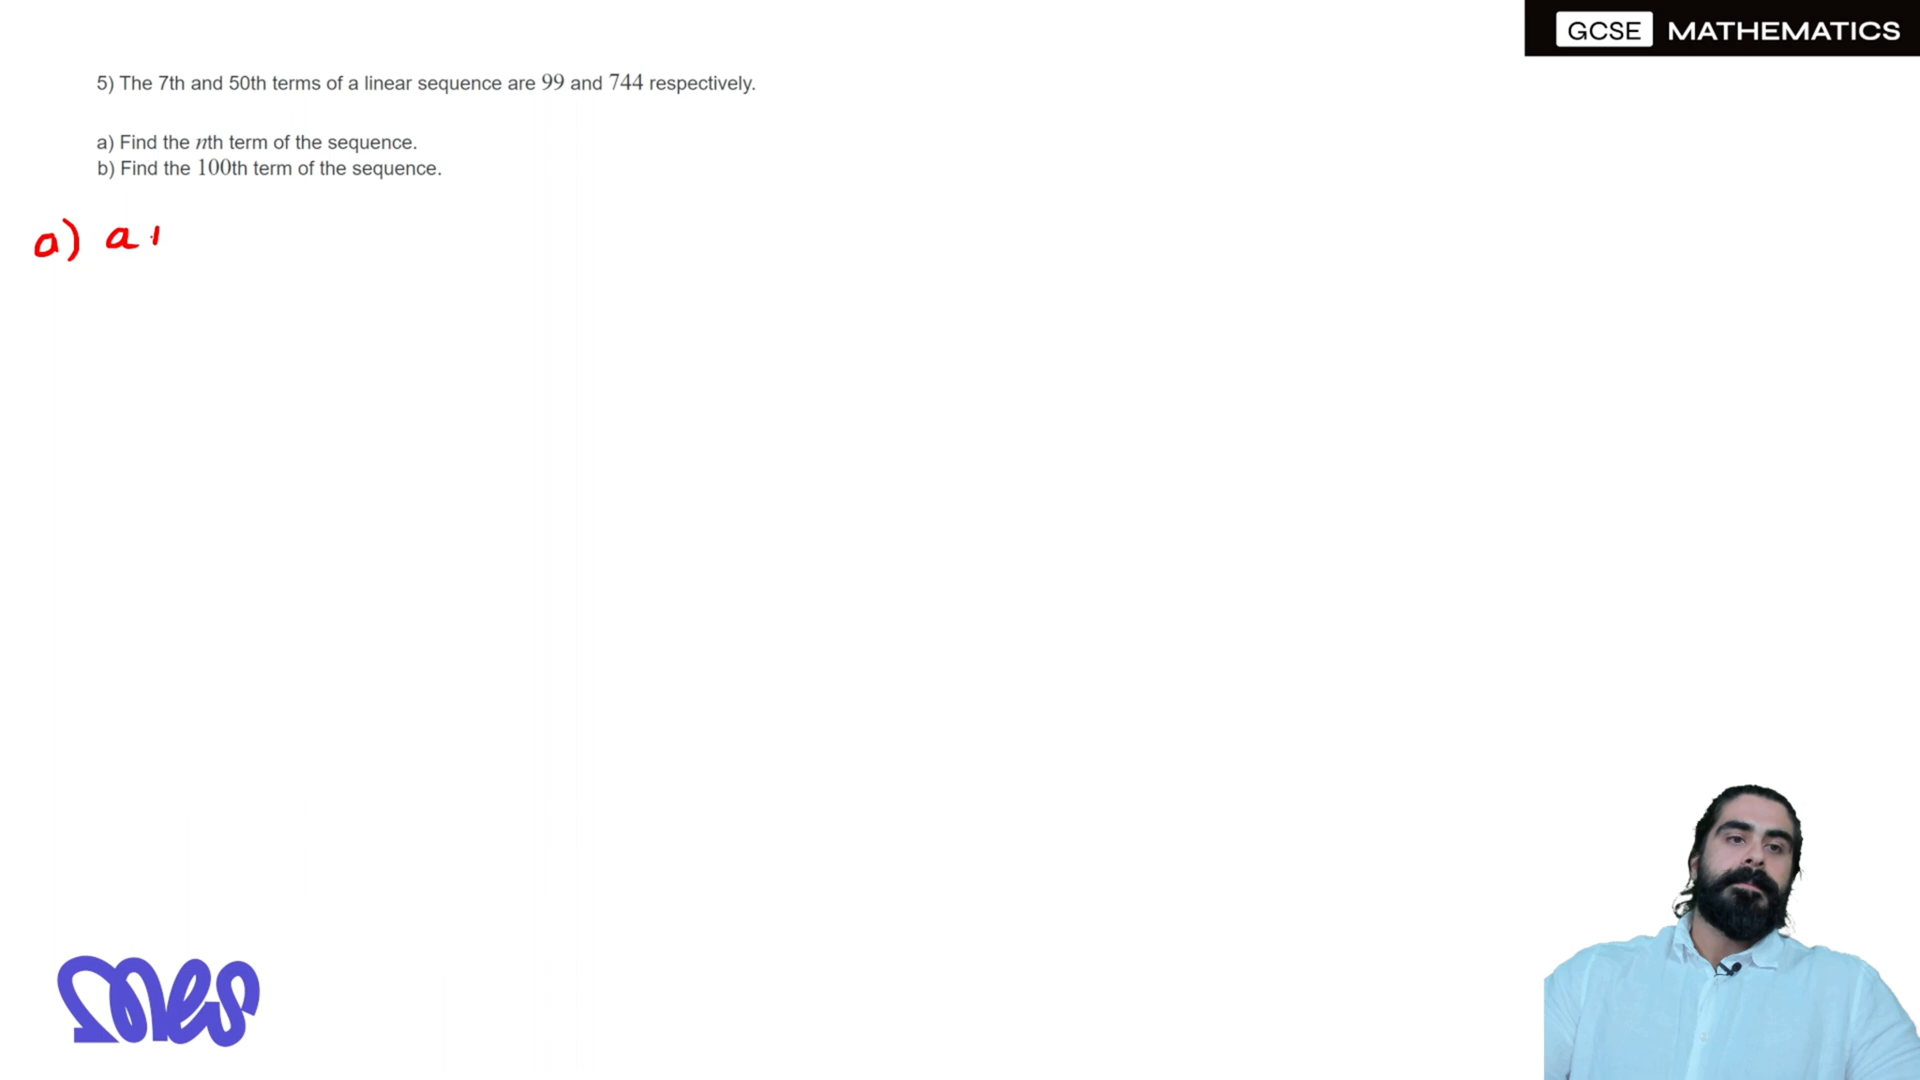 GCSE MATHEMATICS
5) The 7th and 50th terms of a linear sequence are 99 and 744 respectively.
a) Find the nth term of the sequence.
b) Find the 100th term of the sequence.
a) a
mes